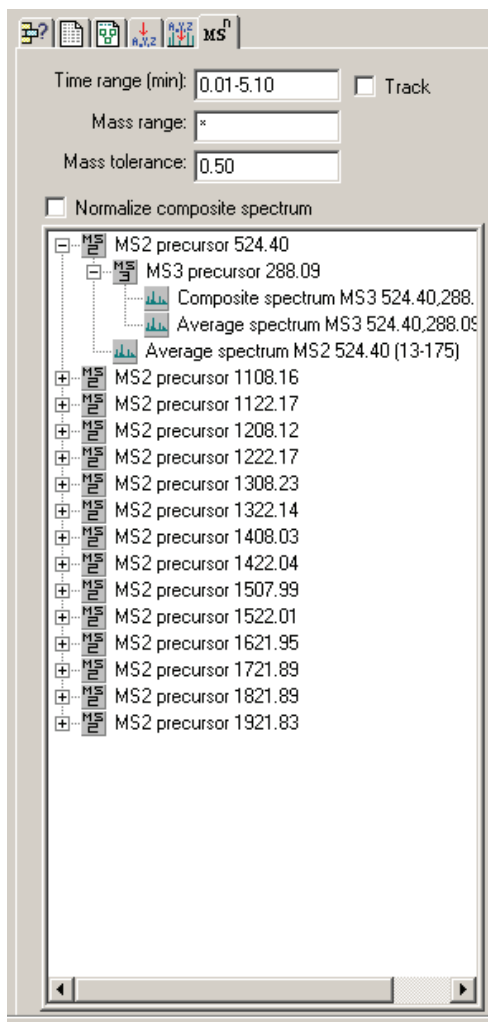 A,Y,Z A,Y,Z MSⁿ
Time range (min): 0.01-5.10 Track
Mass range: *
Mass tolerance: 0.50
Normalize composite spectrum
MS2 precursor 524.40
MS3 precursor 288.09
Composite spectrum MS3 524.40,288.
Average spectrum MS3 524.40,288.09
Average spectrum MS2 524.40 (13-175)
MS2 precursor 1108.16
MS2 precursor 1122.17
MS2 precursor 1208.12
MS2 precursor 1222.17
MS2 precursor 1308.23
MS2 precursor 1322.14
MS2 precursor 1408.03
MS2 precursor 1422.04
MS2 precursor 1507.99
MS2 precursor 1522.01
MS2 precursor 1621.95
MS2 precursor 1721.89
MS2 precursor 1821.89
MS2 precursor 1921.83